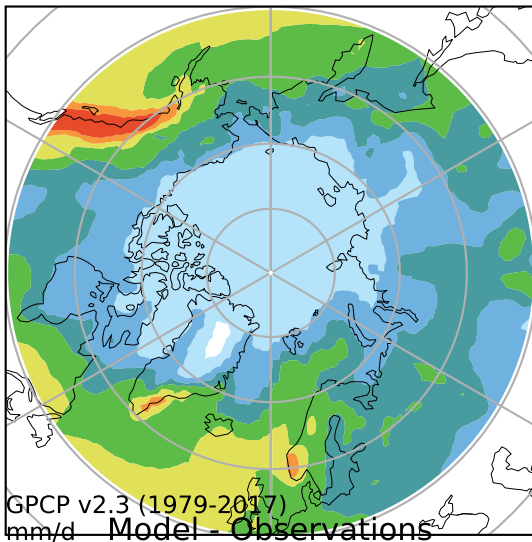 GPCP v2.3 (1979-2017)
mm/d Model - Observations